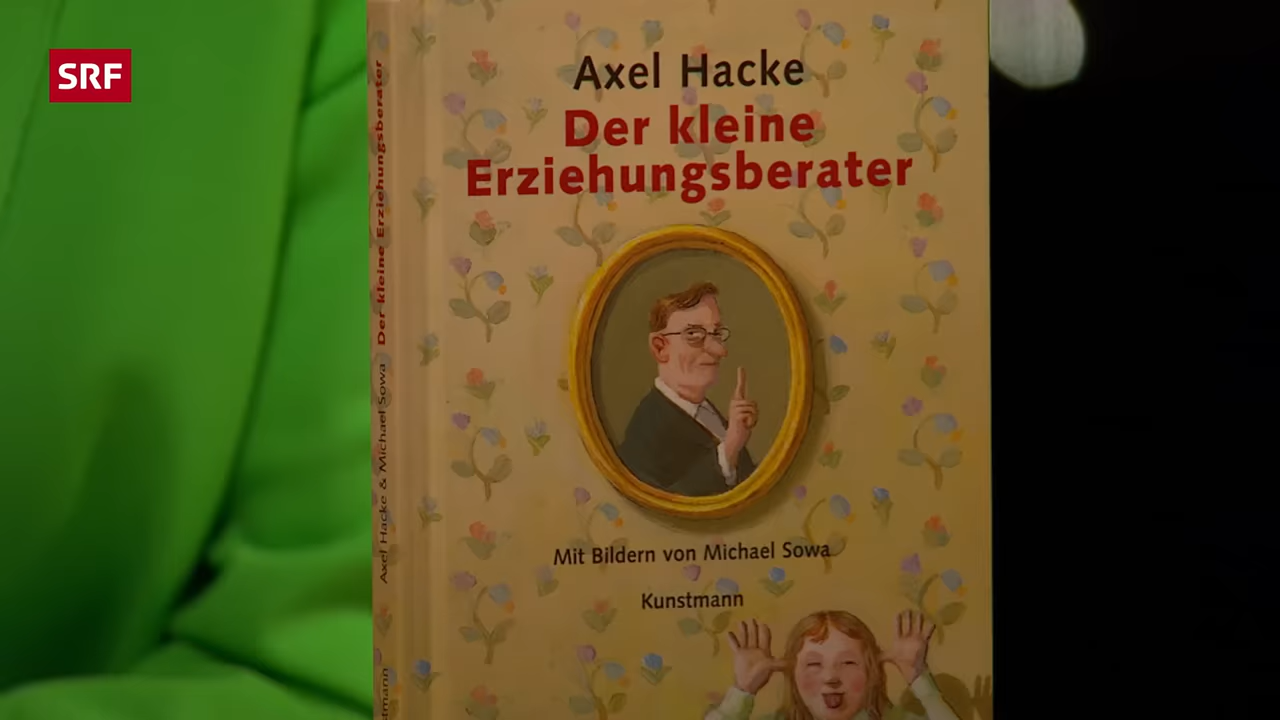 SRF
Axel Hacke
Der kleine
Erziehungsberater
Mit Bildern von Michael Sowa
Kunstmann
Axel Hacke & Michael Sowa Der kleine Erziehungsberater
stmann